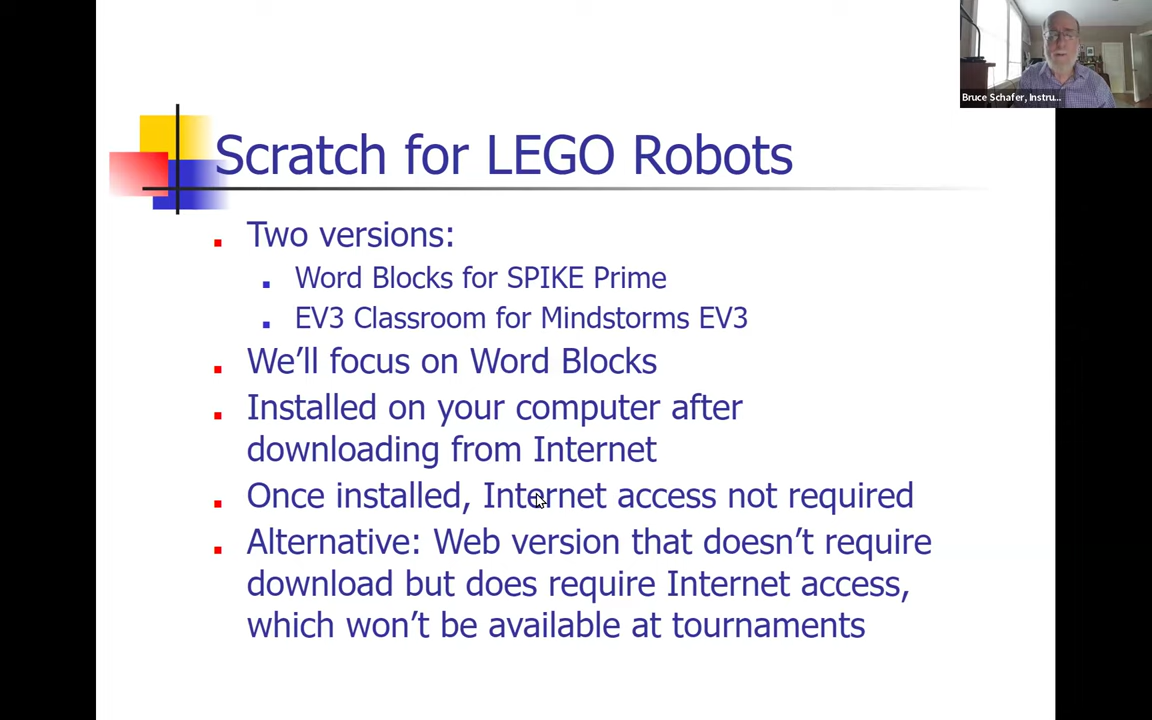 Bruce Schafer, Instru...
Scratch for LEGO Robots
Two versions:
Word Blocks for SPIKE Prime
EV3 Classroom for Mindstorms EV3
We’ll focus on Word Blocks
Installed on your computer after
downloading from Internet
Once installed, Internet access not required
Alternative: Web version that doesn’t require
download but does require Internet access,
which won’t be available at tournaments